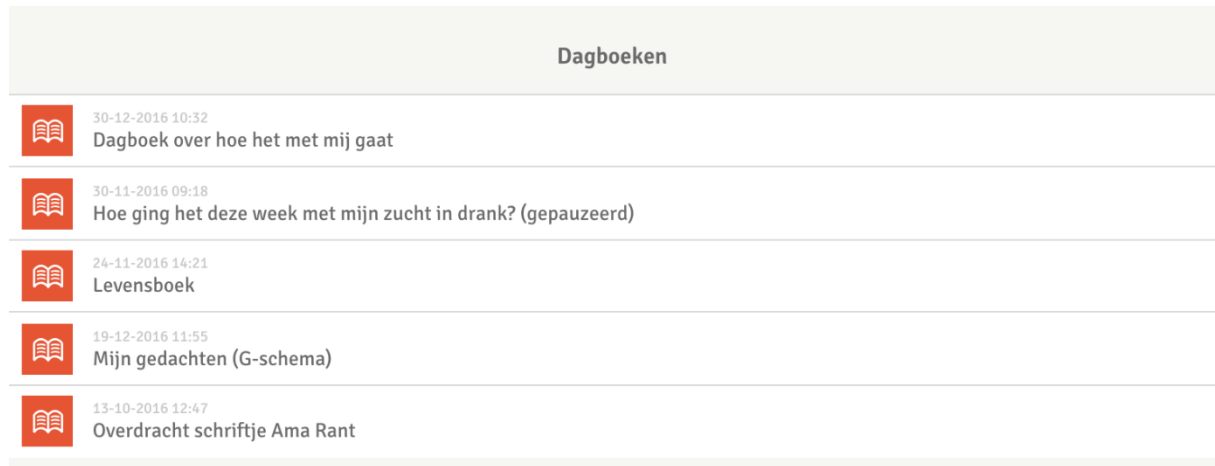 Dagboeken
30-12-2016 10:32
Dagboek over hoe het met mij gaat
30-11-2016 09:18
Hoe ging het deze week met mijn zucht in drank? (gepauzeerd)
24-11-2016 14:21
Levensboek
19-12-2016 11:55
Mijn gedachten (G-schema)
13-10-2016 12:47
Overdracht schriftje Ama Rant